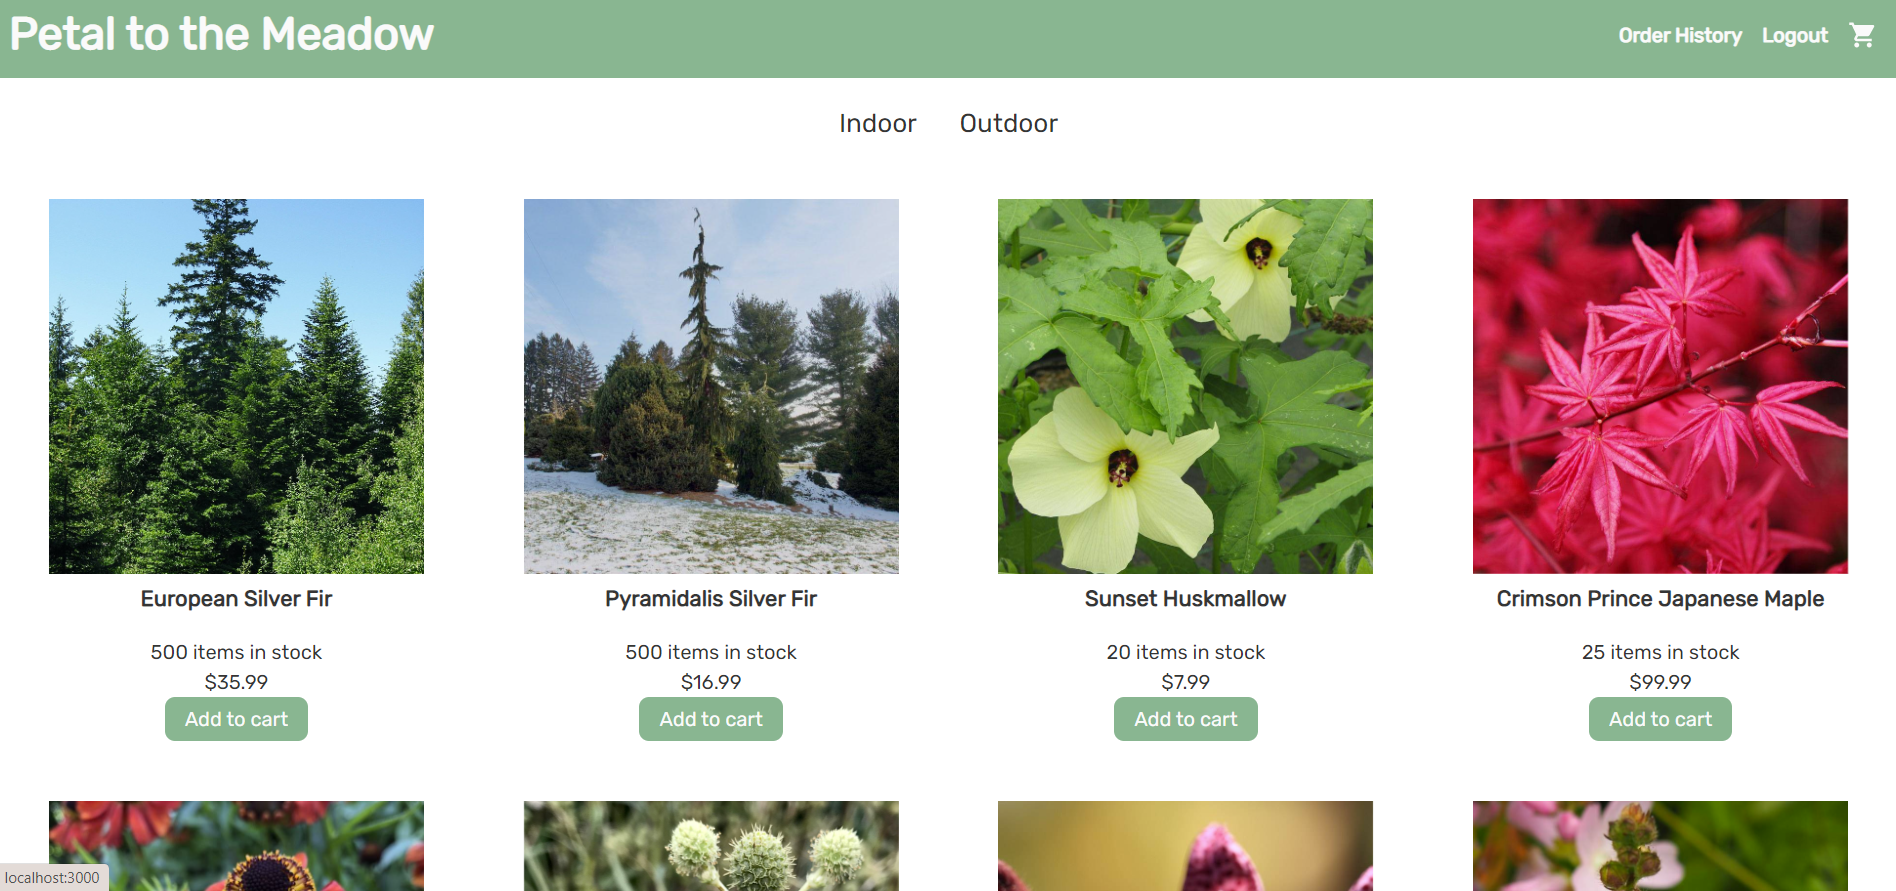 Petal to the Meadow
Order History Logout
Indoor Outdoor
European Silver Fir
500 items in stock
$35.99
Add to cart
Pyramidalis Silver Fir
500 items in stock
$16.99
Add to cart
Sunset Huskmallow
20 items in stock
$7.99
Add to cart
Crimson Prince Japanese Maple
25 items in stock
$99.99
Add to cart
localhost:3000